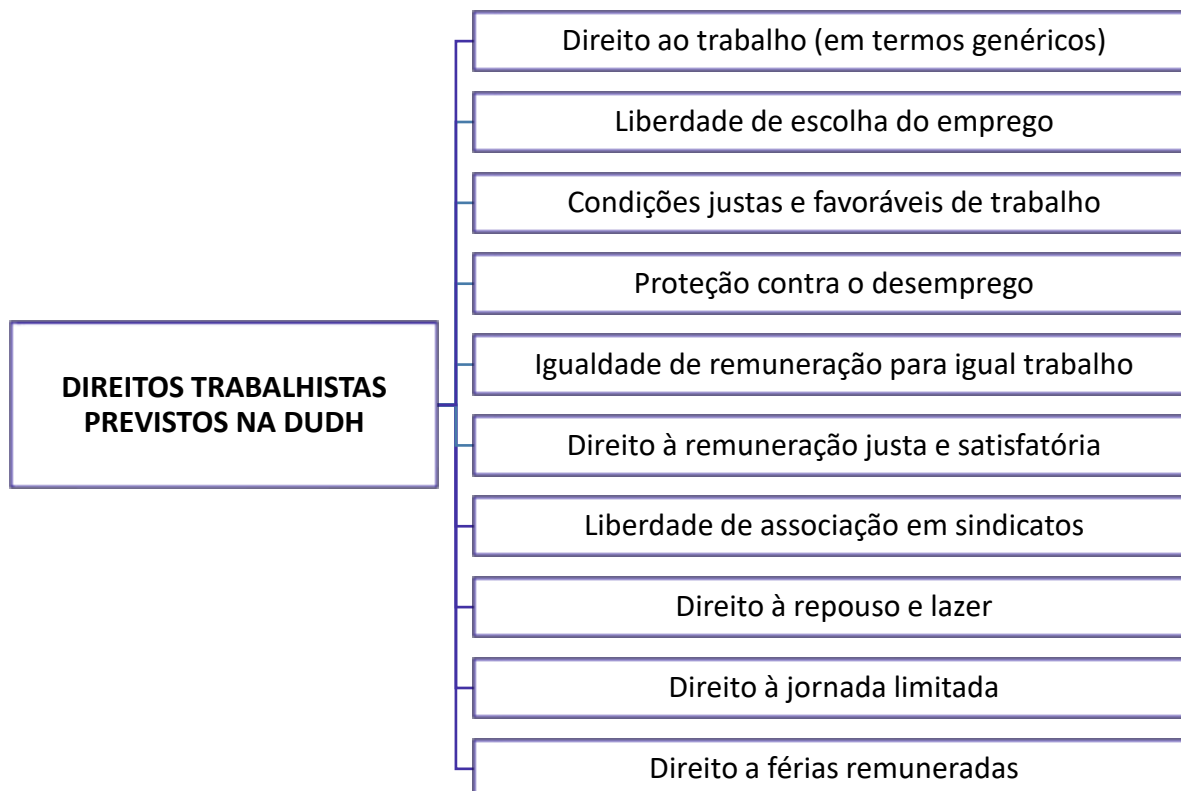 Direito ao trabalho (em termos genéricos)
Liberdade de escolha do emprego
Condições justas e favoráveis de trabalho
Proteção contra o desemprego
Igualdade de remuneração para igual trabalho
DIREITOS TRABALHISTAS
PREVISTOS NA DUDH
Direito à remuneração justa e satisfatória
Liberdade de associação em sindicatos
Direito à repouso e lazer
Direito à jornada limitada
Direito a férias remuneradas